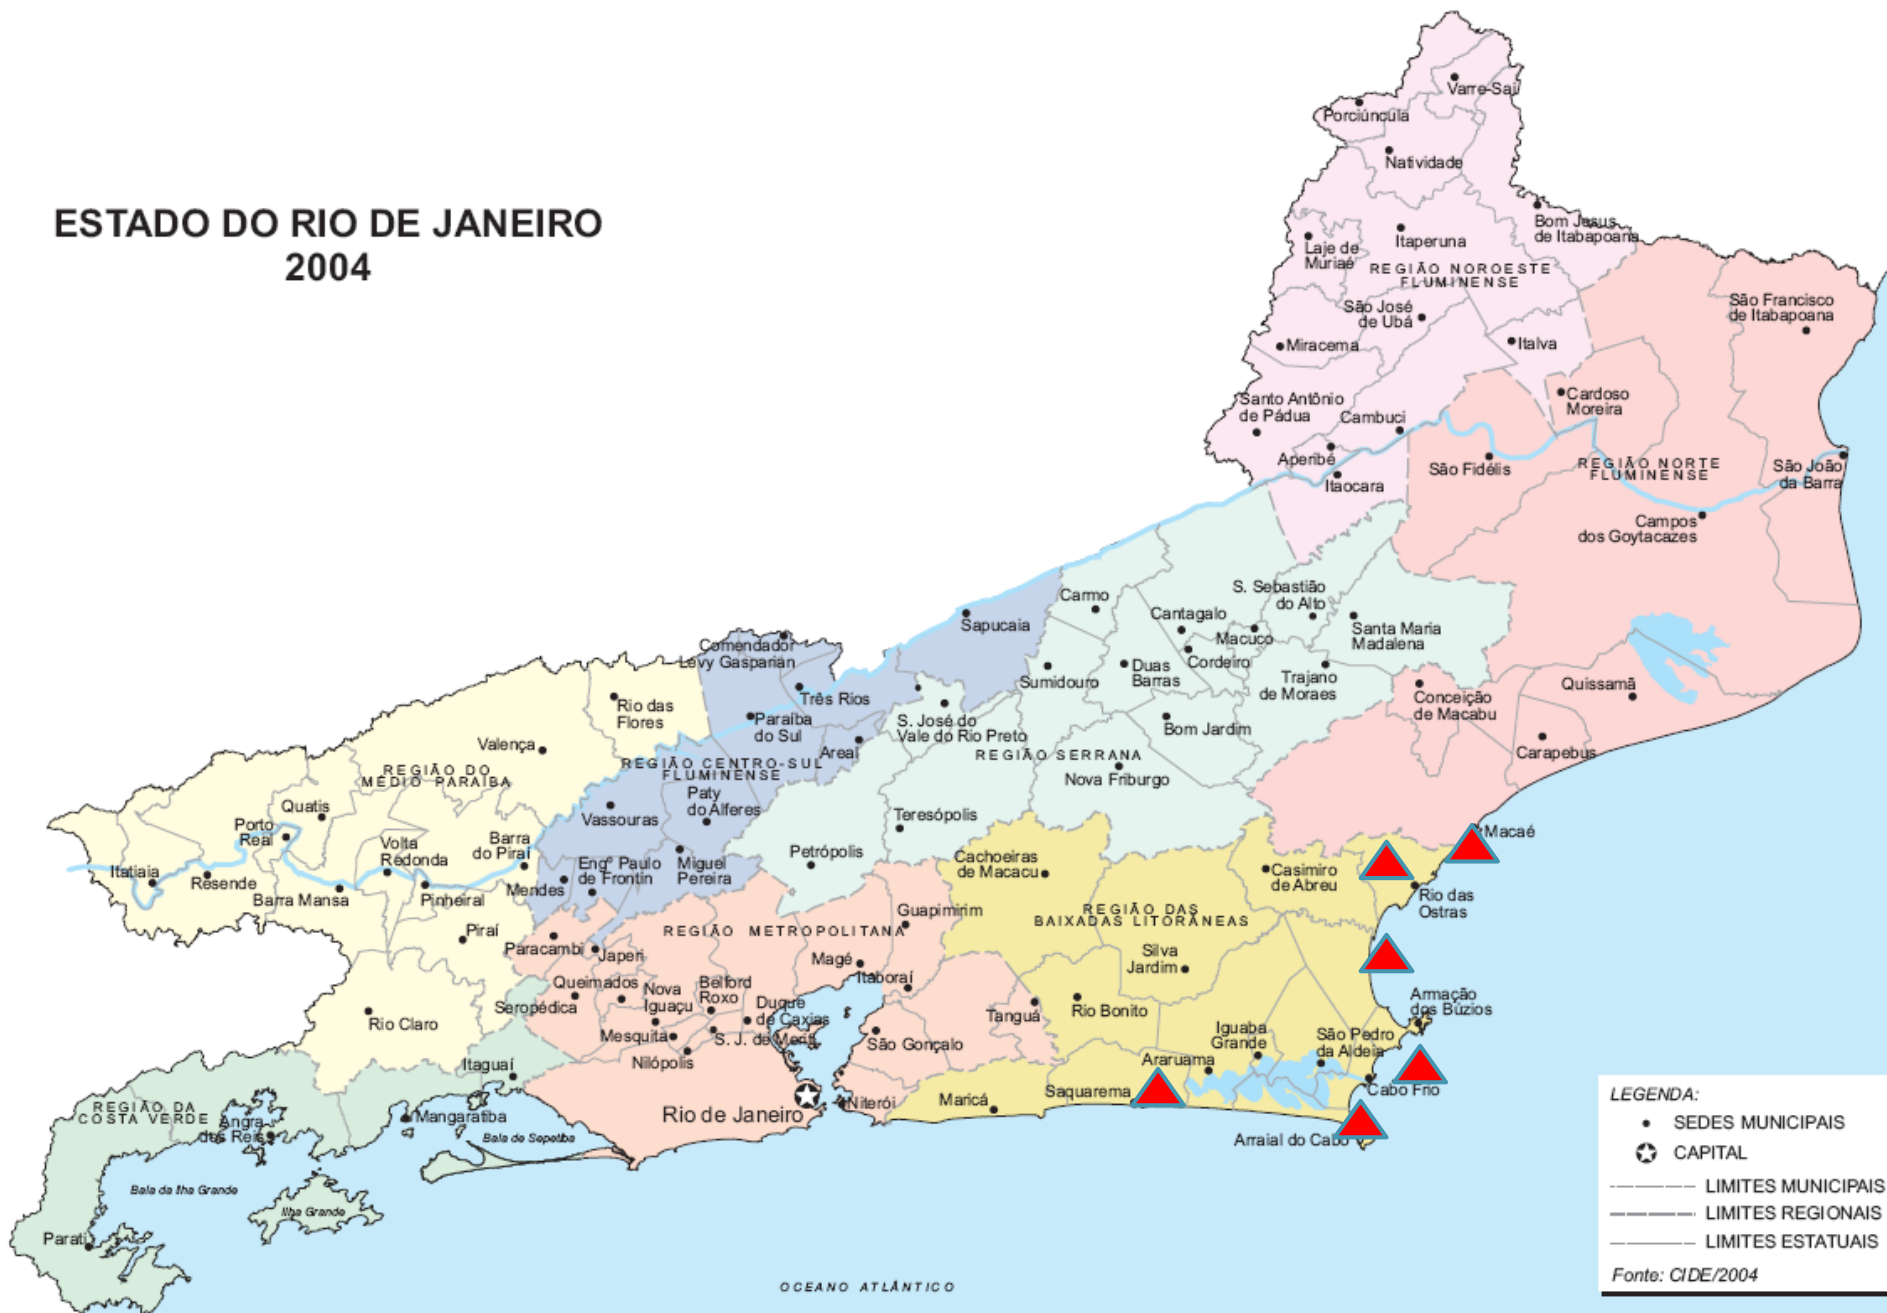 ESTADO DO RIO DE JANEIRO
2004
Varre-Sai
Porciúncula
Natividade
Bom Jesus
de Itabapoana
Laje de
Muriaé
Itaperuna
REGIÃO NOROESTE
FLUMINENSE
São José
de Ubá
Miracema
Italva
São Francisco
de Itabapoana
Santo Antônio
de Pádua
Cambuci
Cardoso
Moreira
Aperibé
Itaocara
São Fidélis
REGIÃO NORTE
FLUMINENSE
São João
da Barra
Campos
dos Goytacazes
Carmo
Cantagalo
S. Sebastião
do Alto
Macuco
Cordeiro
Santa Maria
Madalena
Sapucaia
Comendador
Levy Gasparian
Três Rios
Sumidouro
Duas
Barras
Trajano
de Moraes
Conceição
de Macabu
Quissamã
Carapebus
Rio das
Flores
Paraíba
do Sul
Areal
S. José do
Vale do Rio Preto
Bom Jardim
REGIÃO SERRANA
Nova Friburgo
Valença
REGIÃO DO
MÉDIO PARAÍBA
REGIÃO CENTRO-SUL
FLUMINENSE
Paty
do Alferes
Vassouras
Teresópolis
Macaé
Quatis
Porto
Real
Volta
Redonda
Barra
do Piraí
Engº Paulo
de Frontin
Miguel
Pereira
Petrópolis
Cachoeiras
de Macacu
Casimiro
de Abreu
Rio das
Ostras
Itatiaia
Resende
Barra Mansa
Pinheiral
Mendes
Piraí
Paracambi
Japeri
REGIÃO METROPOLITANA
Guapimirim
REGIÃO DAS
BAIXADAS LITORÂNEAS
Silva
Jardim
Magé
Itaboraí
Queimados
Nova
Iguaçu
Belford
Roxo
Duque
de Caxias
Seropédica
Mesquita
S. J. de Meriti
Nilópolis
São Gonçalo
Tanguá
Rio Bonito
Armação
dos Búzios
Rio Claro
Iguaba
Grande
São Pedro
da Aldeia
Araruama
Cabo Frio
Saquarema
Maricá
Arraial do Cabo
Itaguaí
Mangaratiba
Rio de Janeiro
Niterói
REGIÃO DA
COSTA VERDE
Angra
dos Reis
Baía de Sepetiba
Baía da Ilha Grande
Ilha Grande
Parati
OCEANO ATLÂNTICO
LEGENDA:
SEDES MUNICIPAIS
CAPITAL
LIMITES MUNICIPAIS
LIMITES REGIONAIS
LIMITES ESTATUAIS
Fonte: CIDE/2004